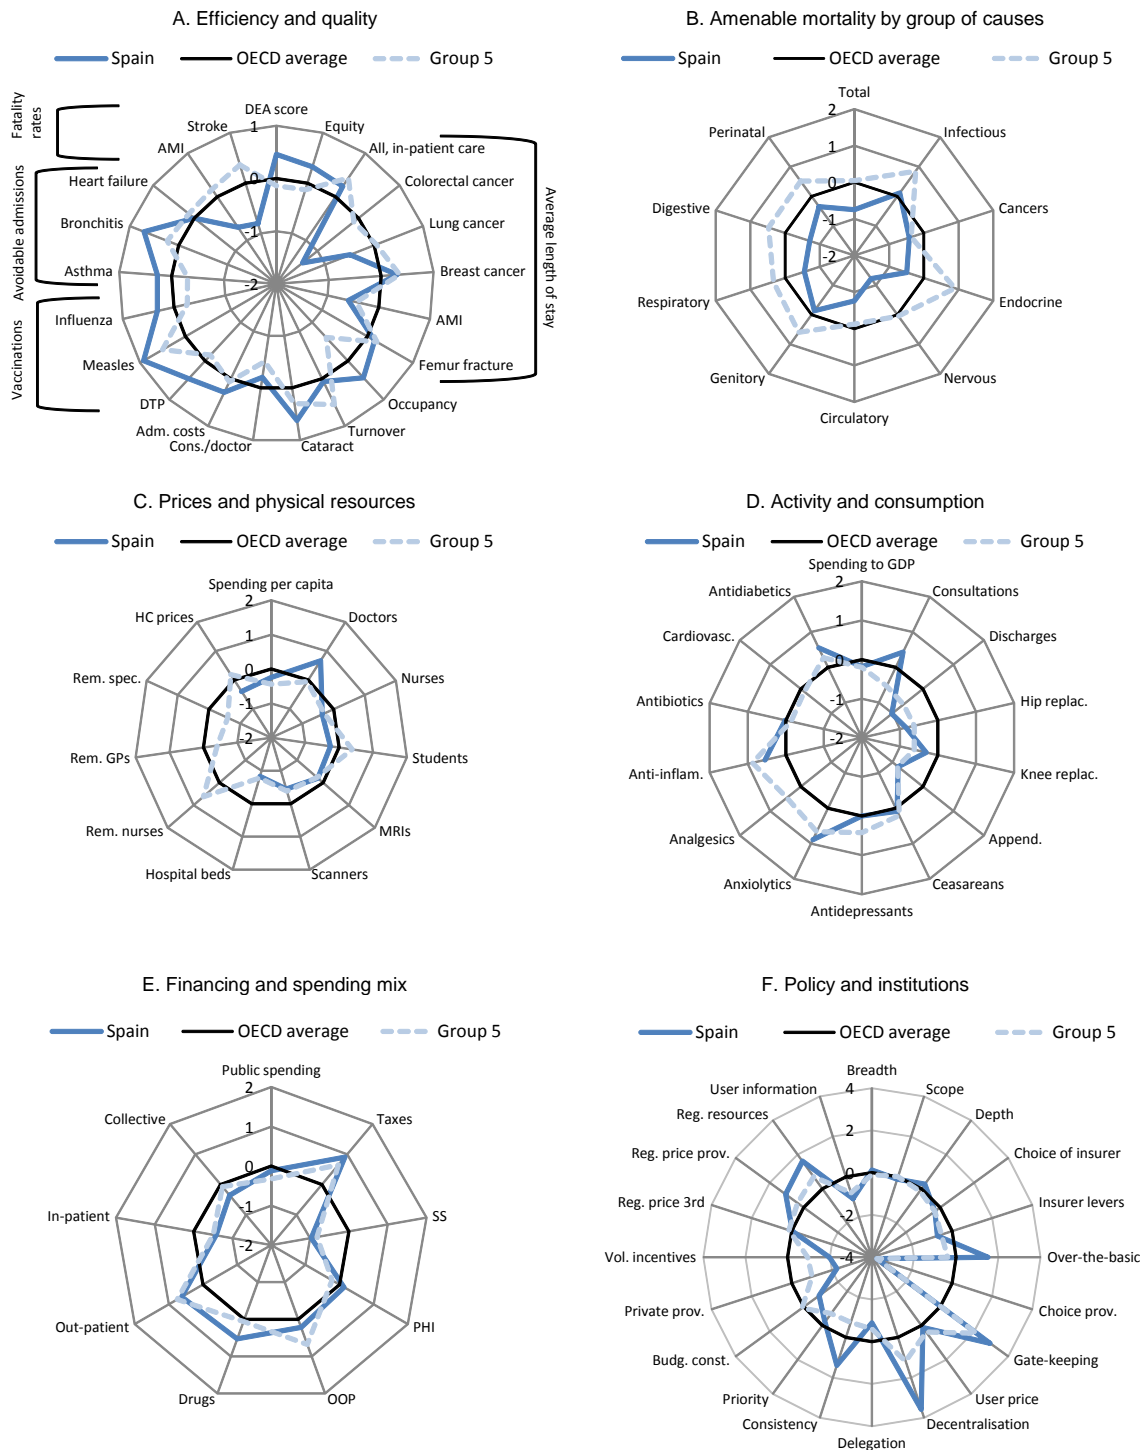 A. Efficiency and quality
Spain
OECD average
Group 5
Fatality rates
Avoidable admissions
Vaccinations
Average length of stay
DEA score
Equity
All, in-patient care
Colorectal cancer
Lung cancer
Breast cancer
AMI
Femur fracture
Occupancy
Turnover
Cataract
Cons./doctor
Adm. costs
DTP
Measles
Influenza
Asthma
Bronchitis
Heart failure
AMI
Stroke
1
0
-1
-2
B. Amenable mortality by group of causes
Spain
OECD average
Group 5
Total
Infectious
Cancers
Endocrine
Nervous
Circulatory
Genitory
Respiratory
Digestive
Perinatal
2
1
0
-1
-2
C. Prices and physical resources
Spain
OECD average
Group 5
Spending per capita
Doctors
Nurses
Students
MRIs
Scanners
Hospital beds
Rem. nurses
Rem. GPs
Rem. spec.
HC prices
2
1
0
-1
-2
D. Activity and consumption
Spain
OECD average
Group 5
Spending to GDP
Consultations
Discharges
Hip replac.
Knee replac.
Append.
Ceasareans
Antidepressants
Anxiolytics
Analgesics
Anti-inflam.
Antibiotics
Cardiovasc.
Antidiabetics
2
1
0
-1
-2
E. Financing and spending mix
Spain
OECD average
Group 5
Public spending
Taxes
SS
PHI
OOP
Drugs
Out-patient
In-patient
Collective
2
1
0
-1
-2
F. Policy and institutions
Spain
OECD average
Group 5
Breadth
Scope
Depth
Choice of insurer
Insurer levers
Over-the-basic
Choice prov.
Gate-keeping
User price
Decentralisation
Delegation
Consistency
Priority
Budg. const.
Private prov.
Vol. incentives
Reg. price 3rd
Reg. price prov.
Reg. resources
User information
4
2
0
-2
-4